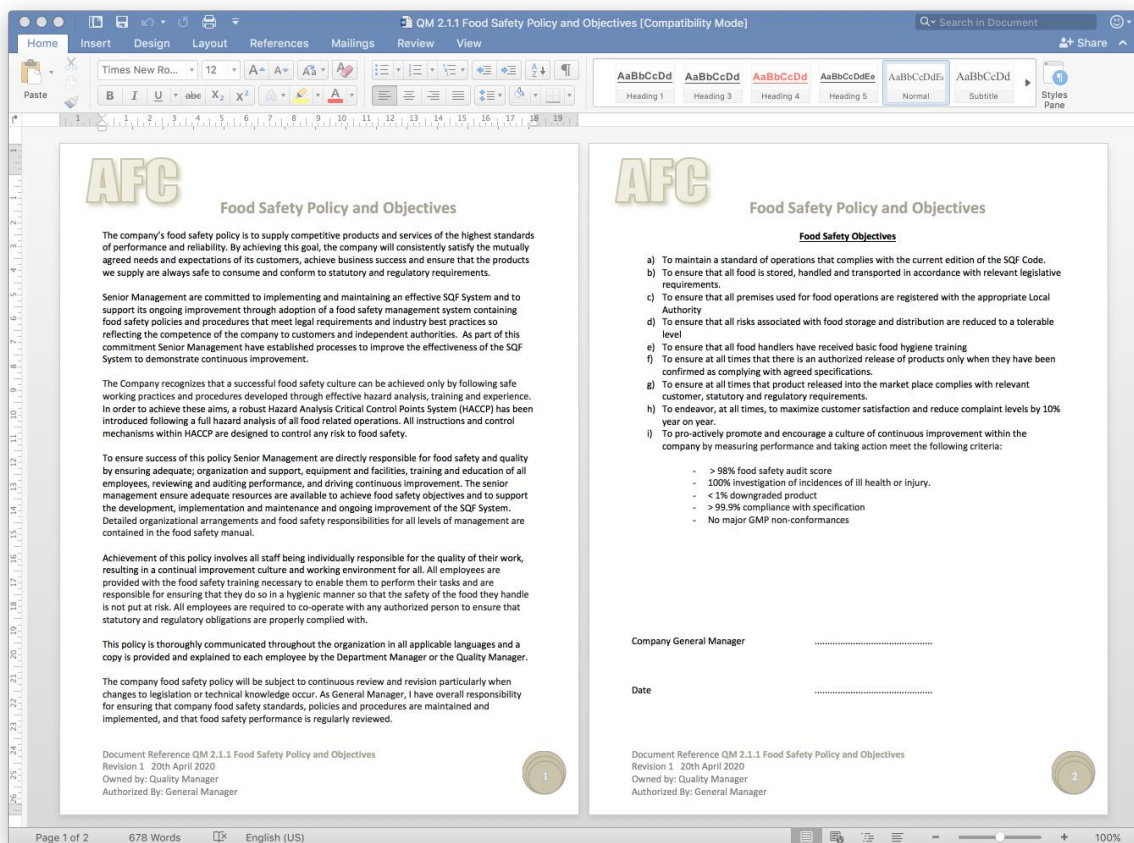 QM 2.1.1 Food Safety Policy and Objectives [Compatibility Mode]
Search in Document
Home Insert Design Layout References Mailings Review View
Share
Paste
Times New Ro... 12
AaBbCcDd AaBbCcDd AaBbCcDd AaBbCcDdEe AaBbCcDdEe AaBbCcDd
Heading 1 Heading 3 Heading 4 Heading 5 Normal Subtitle
Styles Pane
AFC
Food Safety Policy and Objectives
The company's food safety policy is to supply competitive products and services of the highest standards
of performance and reliability. By achieving this goal, the company will consistently satisfy the mutually
agreed needs and expectations of its customers, achieve business success and ensure that the products
we supply are always safe to consume and conform to statutory and regulatory requirements.
Senior Management are committed to implementing and maintaining an effective SQF System and to
support its ongoing improvement through adoption of a food safety management system containing
food safety policies and procedures that meet legal requirements and industry best practices so
reflecting the competence of the company to customers and independent authorities. As part of this
commitment Senior Management have established processes to improve the effectiveness of the SQF
System to demonstrate continuous improvement.
The Company recognizes that a successful food safety culture can be achieved only by following safe
working practices and procedures developed through effective hazard analysis, training and experience.
In order to achieve these aims, a robust Hazard Analysis Critical Control Points System (HACCP) has been
introduced following a full hazard analysis of all food related operations. All instructions and control
mechanisms within HACCP are designed to control any risk to food safety.
To ensure success of this policy Senior Management are directly responsible for food safety and quality
by ensuring adequate; organization and support, equipment and facilities, training and education of all
employees, reviewing and auditing performance, and driving continuous improvement. The senior
management ensure adequate resources are available to achieve food safety objectives and to support
the development, implementation and maintenance and ongoing improvement of the SQF System.
Detailed organizational arrangements and food safety responsibilities for all levels of management are
contained in the food safety manual.
Achievement of this policy involves all staff being individually responsible for the quality of their work,
resulting in a continual improvement culture and working environment for all. All employees are
provided with the food safety training necessary to enable them to perform their tasks and are
responsible for ensuring that they do so in a hygienic manner so that the safety of the food they handle
is not put at risk. All employees are required to co-operate with any authorized person to ensure that
statutory and regulatory obligations are properly complied with.
This policy is thoroughly communicated throughout the organization in all applicable languages and a
copy is provided and explained to each employee by the Department Manager or the Quality Manager.
The company food safety policy will be subject to continuous review and revision particularly when
changes to legislation or technical knowledge occur. As General Manager, I have overall responsibility
for ensuring that company food safety standards, policies and procedures are maintained and
implemented, and that food safety performance is regularly reviewed.
Document Reference QM 2.1.1 Food Safety Policy and Objectives
Revision 1 20th April 2020
Owned by: Quality Manager
Authorized By: General Manager
1
AFC
Food Safety Policy and Objectives
Food Safety Objectives
a) To maintain a standard of operations that complies with the current edition of the SQF Code.
b) To ensure that all food is stored, handled and transported in accordance with relevant legislative
requirements.
c) To ensure that all premises used for food operations are registered with the appropriate Local
Authority
d) To ensure that all risks associated with food storage and distribution are reduced to a tolerable
level
e) To ensure that all food handlers have received basic food hygiene training
f) To ensure at all times that there is an authorized release of products only when they have been
confirmed as complying with agreed specifications.
g) To ensure at all times that product released into the market place complies with relevant
customer, statutory and regulatory requirements.
h) To endeavor, at all times, to maximize customer satisfaction and reduce complaint levels by 10%
year on year.
i) To pro-actively promote and encourage a culture of continuous improvement within the
company by measuring performance and taking action meet the following criteria:
- > 98% food safety audit score
- 100% investigation of incidences of ill health or injury.
- < 1% downgraded product
- > 99.9% compliance with specification
- No major GMP non-conformances
Company General Manager ................................................
Date ................................................
Document Reference QM 2.1.1 Food Safety Policy and Objectives
Revision 1 20th April 2020
Owned by: Quality Manager
Authorized By: General Manager
2
Page 1 of 2 678 Words English (US) 100%